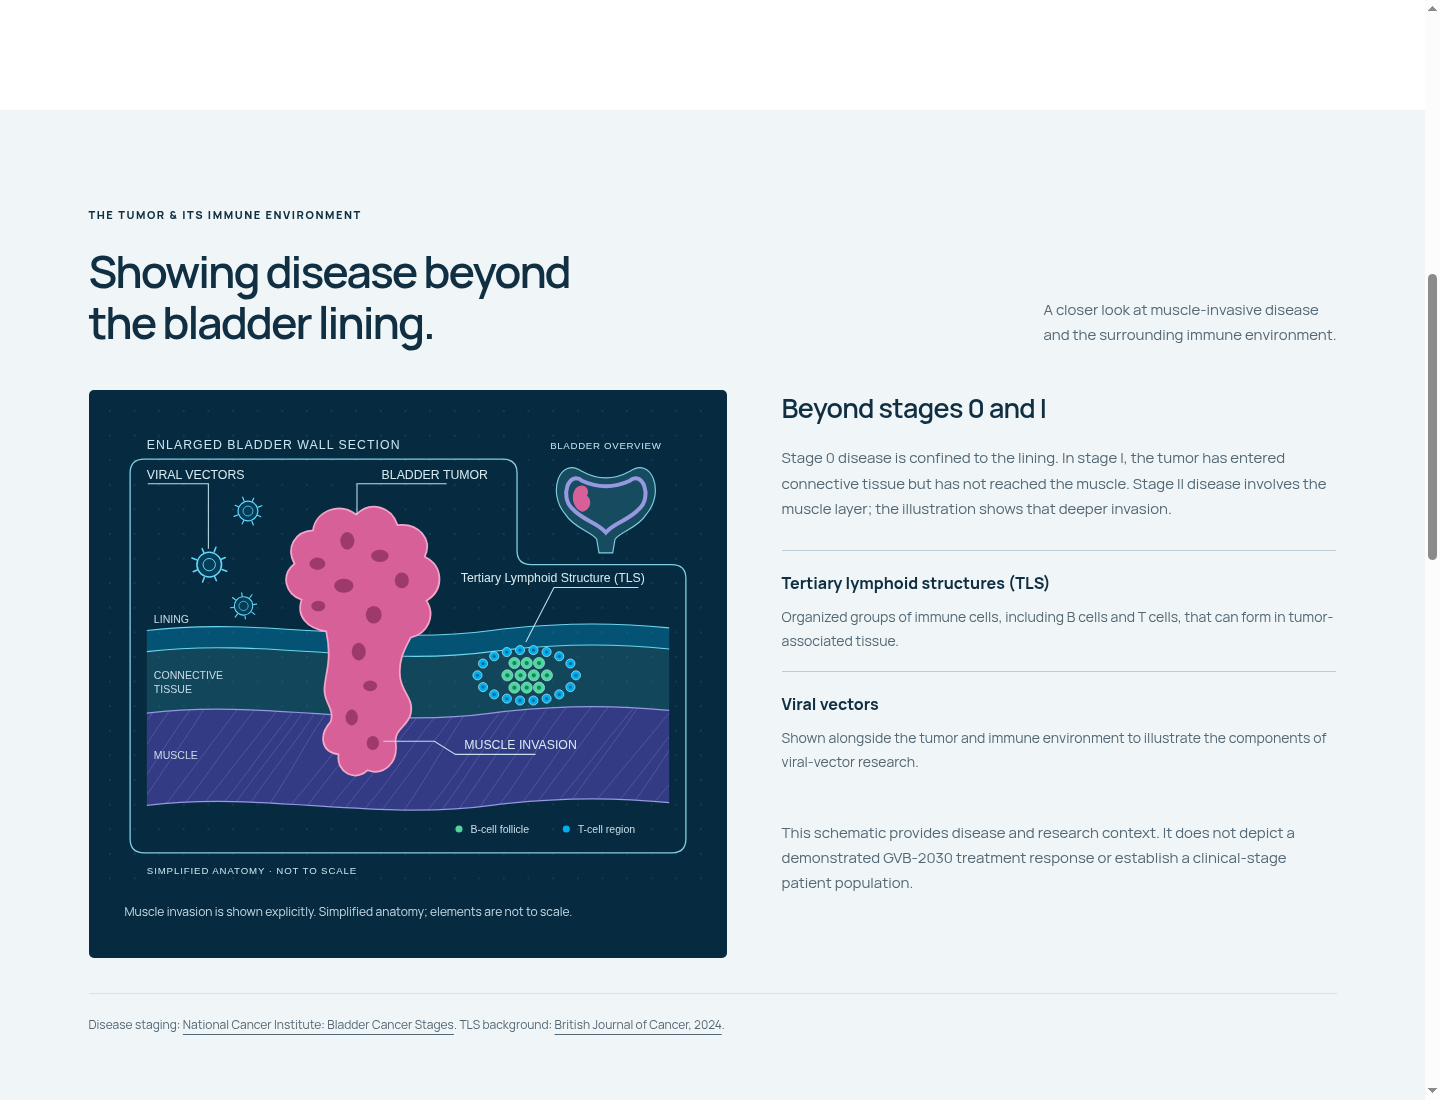 THE TUMOR & ITS IMMUNE ENVIRONMENT
Showing disease beyond
the bladder lining.
A closer look at muscle-invasive disease
and the surrounding immune environment.
ENLARGED BLADDER WALL SECTION
BLADDER OVERVIEW
VIRAL VECTORS
BLADDER TUMOR
Tertiary Lymphoid Structure (TLS)
LINING
CONNECTIVE
TISSUE
MUSCLE
MUSCLE INVASION
B-cell follicle
T-cell region
SIMPLIFIED ANATOMY · NOT TO SCALE
Muscle invasion is shown explicitly. Simplified anatomy; elements are not to scale.
Beyond stages 0 and I
Stage 0 disease is confined to the lining. In stage I, the tumor has entered
connective tissue but has not reached the muscle. Stage II disease involves the
muscle layer; the illustration shows that deeper invasion.
Tertiary lymphoid structures (TLS)
Organized groups of immune cells, including B cells and T cells, that can form in tumor-
associated tissue.
Viral vectors
Shown alongside the tumor and immune environment to illustrate the components of
viral-vector research.
This schematic provides disease and research context. It does not depict a
demonstrated GVB-2030 treatment response or establish a clinical-stage
patient population.
Disease staging: National Cancer Institute: Bladder Cancer Stages. TLS background: British Journal of Cancer, 2024.